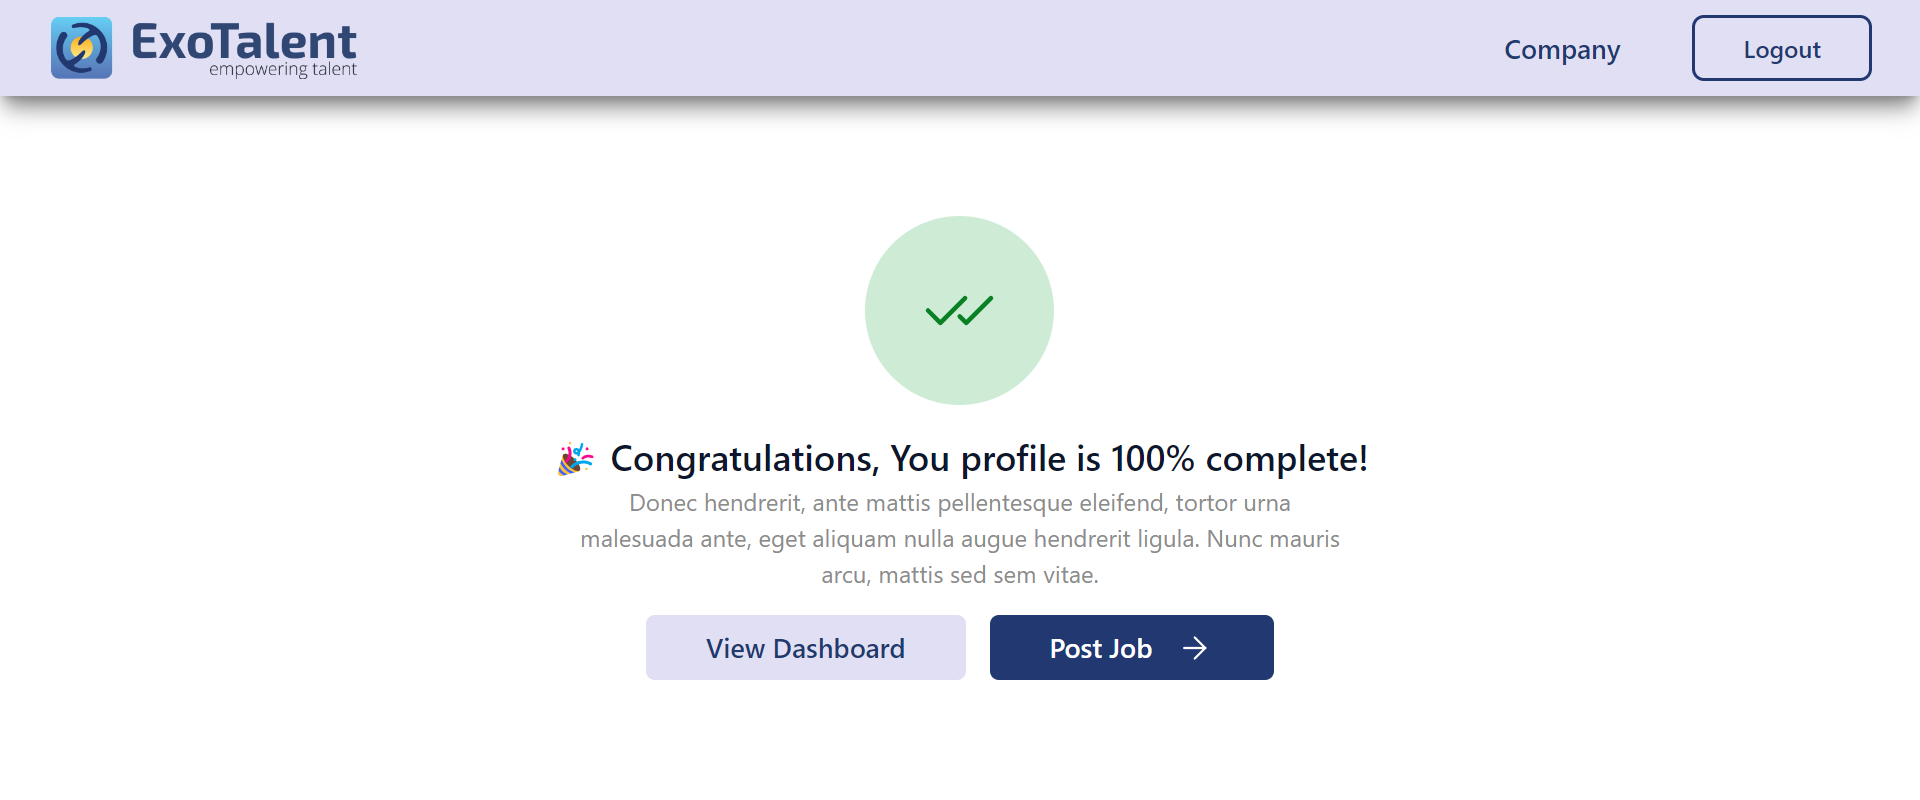 ExoTalent
empowering talent
Company
Logout
🎉 Congratulations, You profile is 100% complete!
Donec hendrerit, ante mattis pellentesque eleifend, tortor urna
malesuada ante, eget aliquam nulla augue hendrerit ligula. Nunc mauris
arcu, mattis sed sem vitae.
View Dashboard
Post Job →